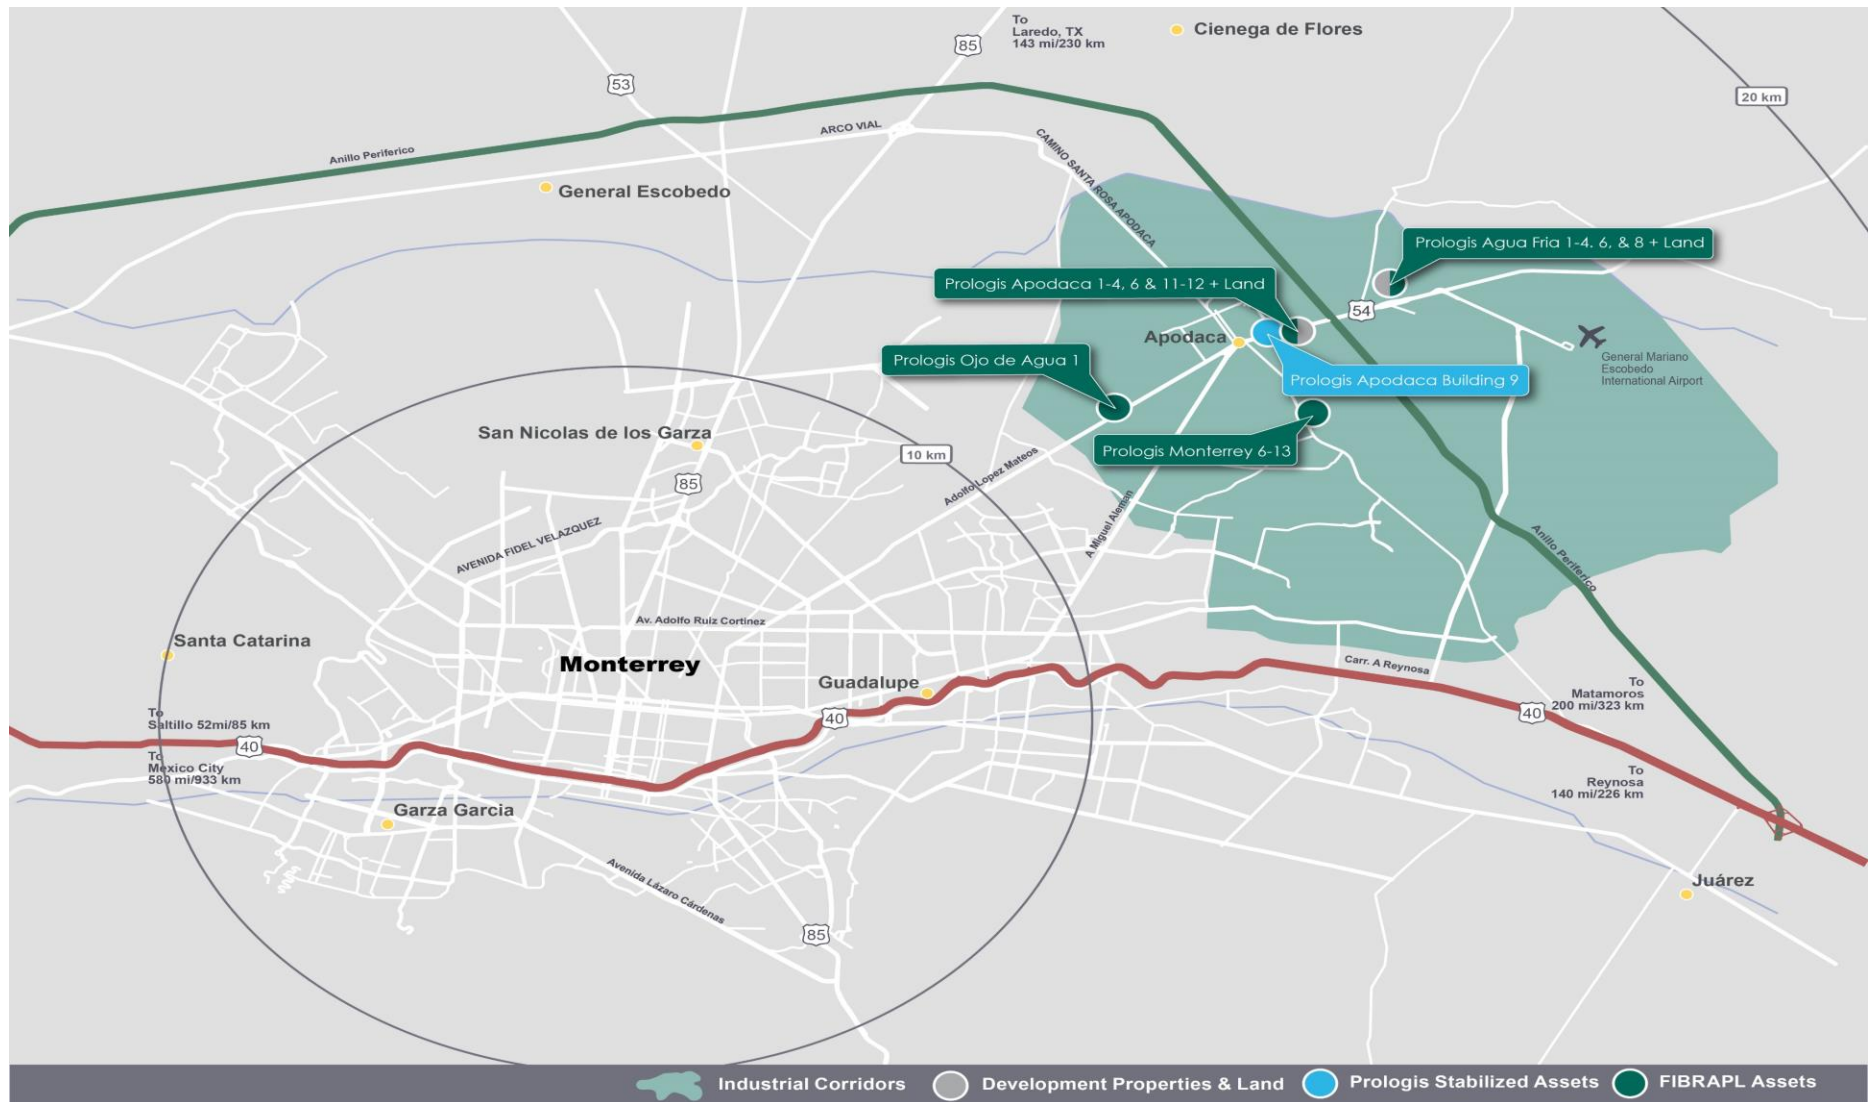 To
Laredo, TX
143 mi/230 km
85
Cienega de Flores
53
20 km
ARCO VIAL
Anillo Periferico
CAMINO SANTA ROSA APODACA
General Escobedo
Prologis Agua Fria 1-4. 6, & 8 + Land
Prologis Apodaca 1-4, 6 & 11-12 + Land
54
Apodaca
General Mariano
Escobedo
International Airport
Prologis Ojo de Agua 1
Prologis Apodaca Building 9
San Nicolas de los Garza
10 km
Prologis Monterrey 6-13
85
Adolfo Lopez Mateos
A Miguel Aleman
AVENIDA FIDEL VELAZQUEZ
Anillo Periferico
Av. Adolfo Ruiz Cortinez
Santa Catarina
Monterrey
Carr. A Reynosa
Guadalupe
To
Matamoros
200 mi/323 km
40
To
Saltillo 52mi/85 km
40
40
To
Mexico City
580 mi/933 km
To
Reynosa
140 mi/226 km
Garza Garcia
Avenida Lázaro Cárdenas
Juárez
85
Industrial Corridors
Development Properties & Land
Prologis Stabilized Assets
FIBRAPL Assets